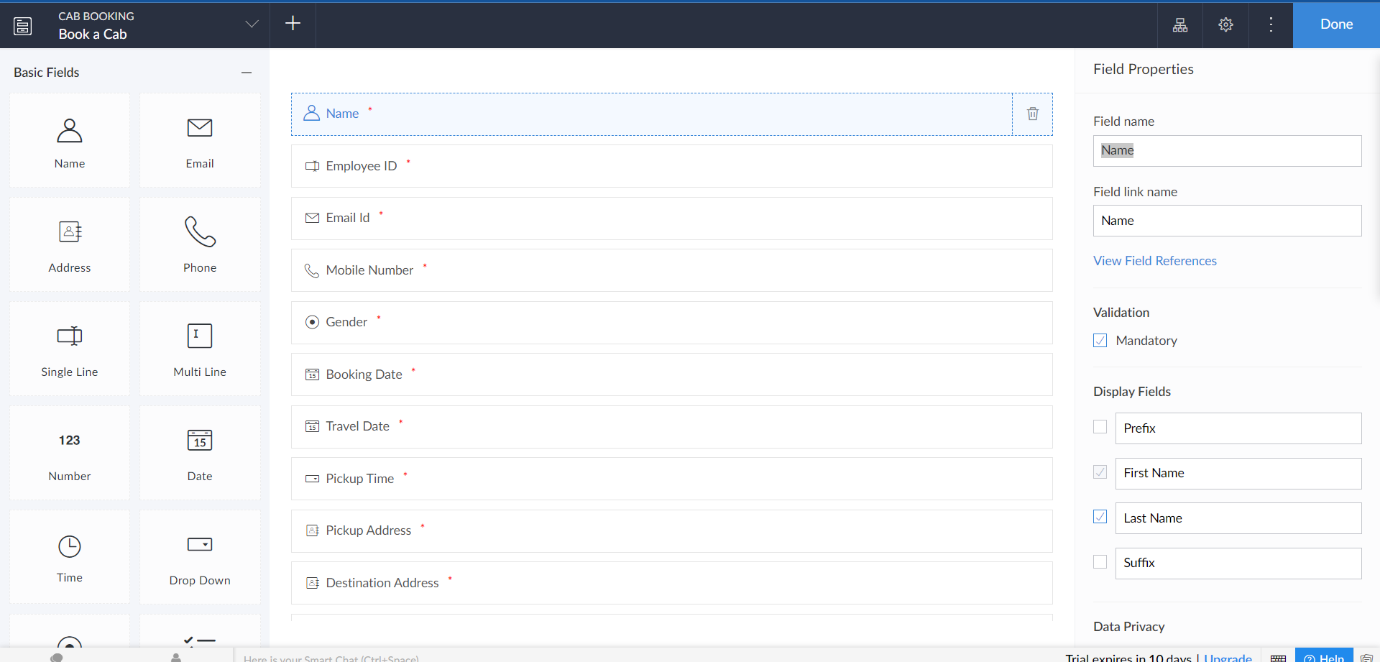 CAB BOOKING
Book a Cab
Done
Basic Fields
Name
Email
Address
Phone
Single Line
Multi Line
123
Number
15
Date
Time
Drop Down
Name *
Employee ID *
Email Id *
Mobile Number *
Gender *
15 Booking Date *
15 Travel Date *
Pickup Time *
Pickup Address *
Destination Address *
Field Properties
Field name
Name
Field link name
Name
View Field References
Validation
Mandatory
Display Fields
Prefix
First Name
Last Name
Suffix
Data Privacy
Here is your Smart Chat (Ctrl+Space)
Trial expires in 10 days | Upgrade
? Help